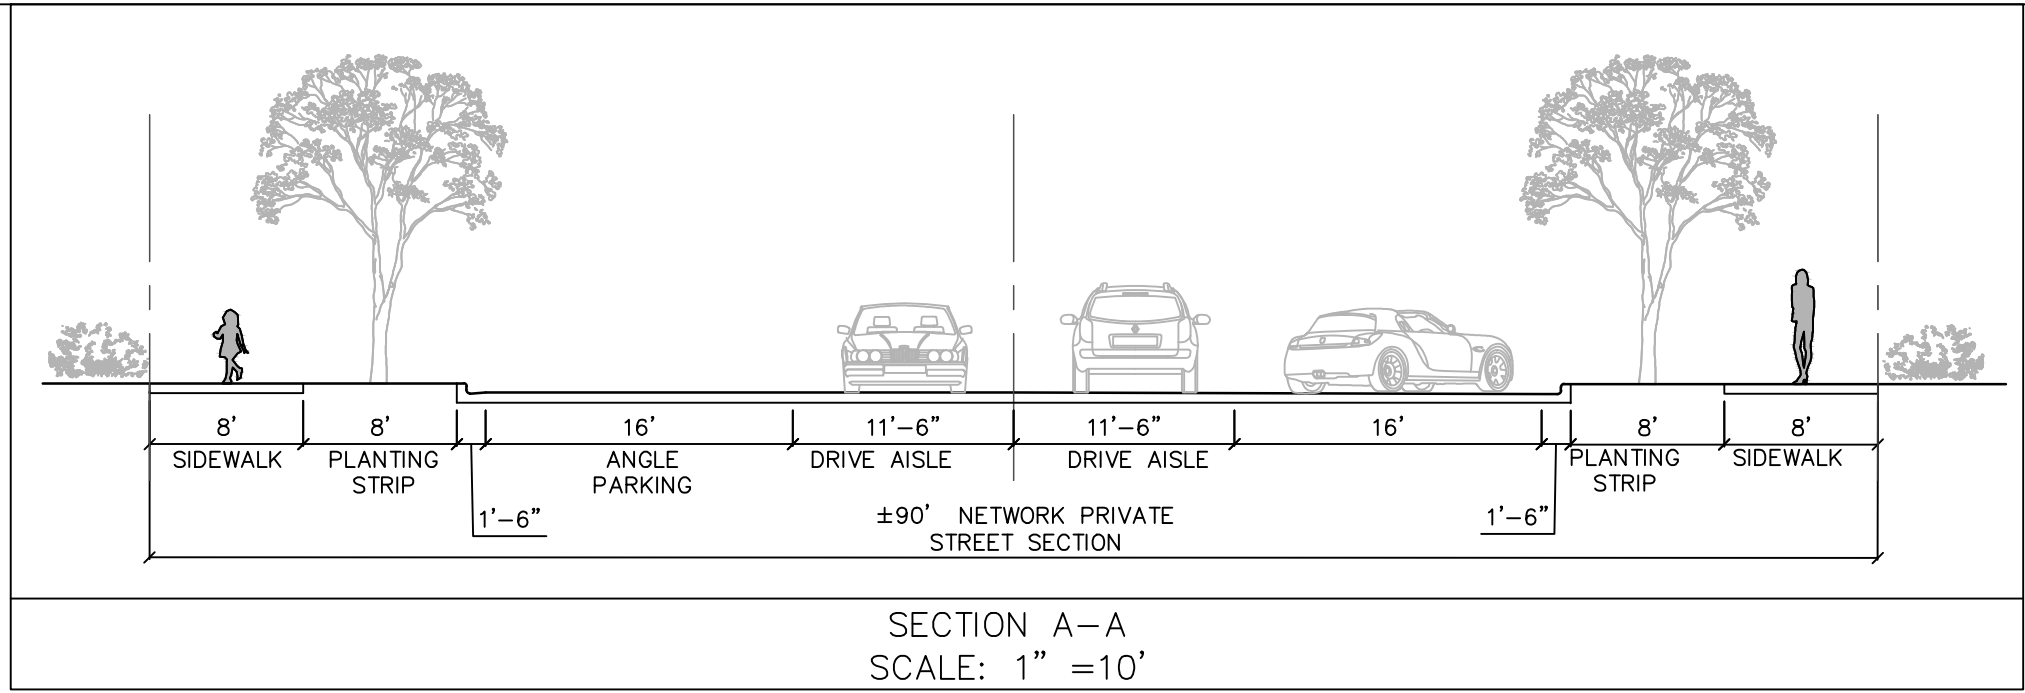 8' 8' 16' 11'-6" 11'-6" 16' 8' 8'
SIDEWALK PLANTING ANGLE DRIVE AISLE DRIVE AISLE PLANTING SIDEWALK
STRIP PARKING STRIP
1'-6" ±90' NETWORK PRIVATE 1'-6"
STREET SECTION
SECTION A-A
SCALE: 1" =10'